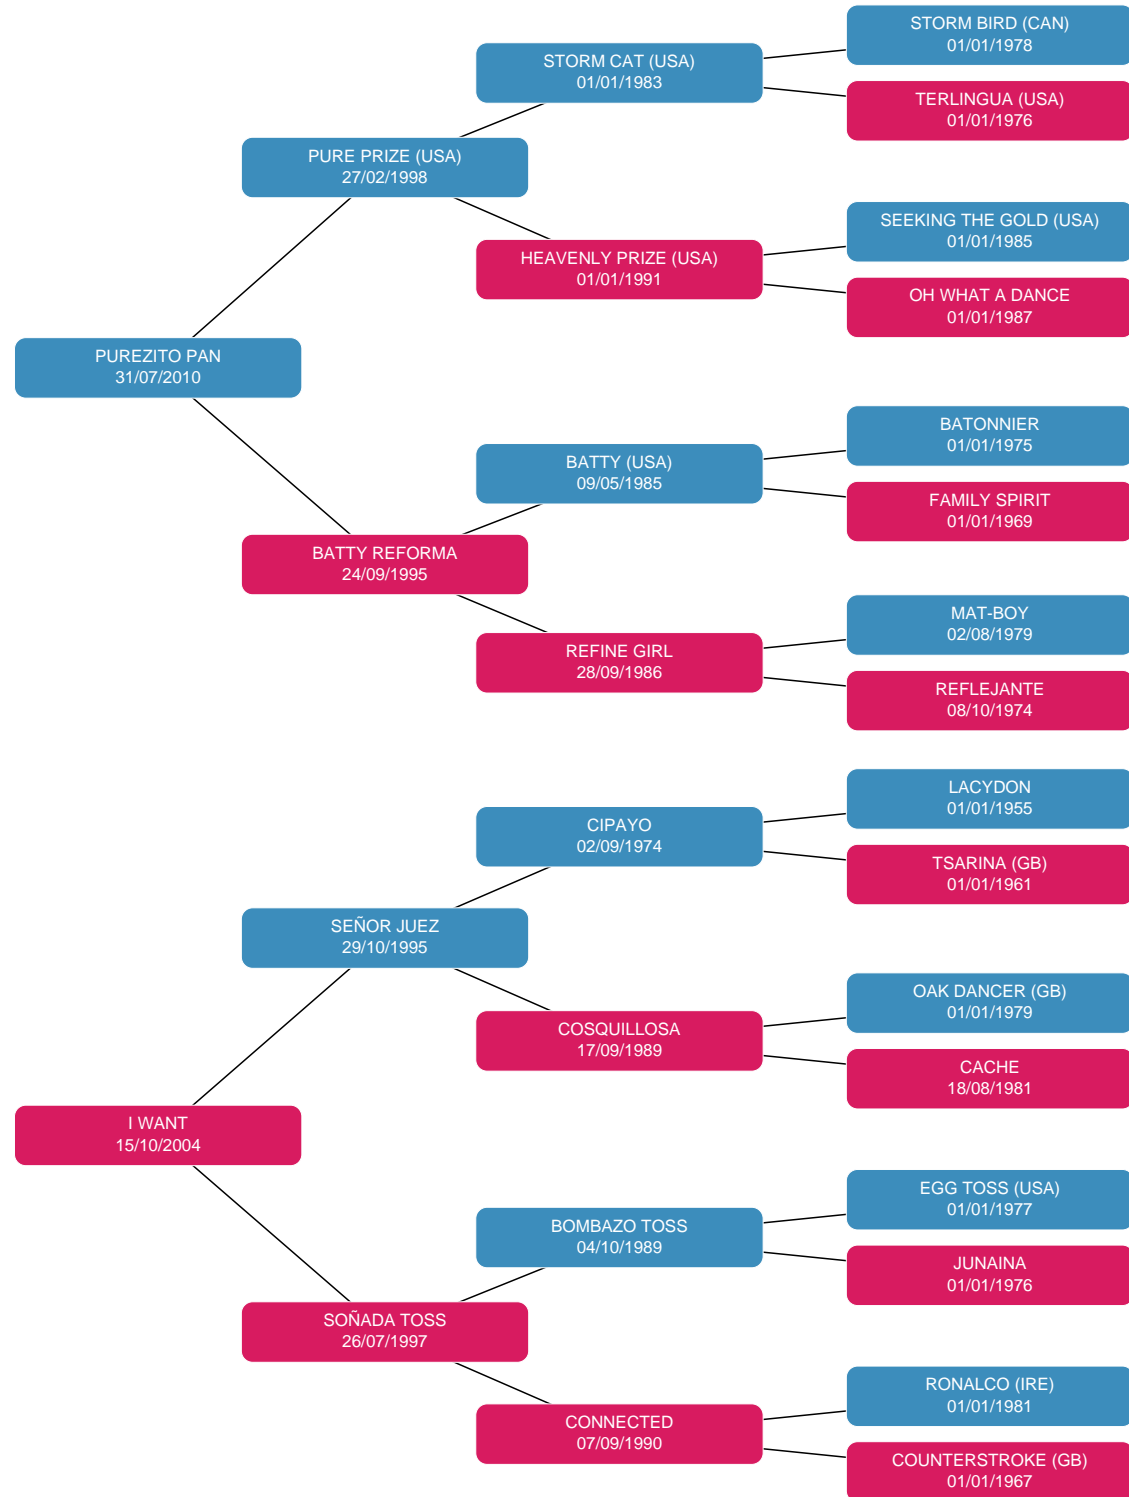 STORM BIRD (CAN)
01/01/1978
STORM CAT (USA)
01/01/1983
TERLINGUA (USA)
01/01/1976
PURE PRIZE (USA)
27/02/1998
SEEKING THE GOLD (USA)
01/01/1985
HEAVENLY PRIZE (USA)
01/01/1991
OH WHAT A DANCE
01/01/1987
PUREZITO PAN
31/07/2010
BATONNIER
01/01/1975
BATTY (USA)
09/05/1985
FAMILY SPIRIT
01/01/1969
BATTY REFORMA
24/09/1995
MAT-BOY
02/08/1979
REFINE GIRL
28/09/1986
REFLEJANTE
08/10/1974
LACYDON
01/01/1955
CIPAYO
02/09/1974
TSARINA (GB)
01/01/1961
SEÑOR JUEZ
29/10/1995
OAK DANCER (GB)
01/01/1979
COSQUILLOSA
17/09/1989
CACHE
18/08/1981
I WANT
15/10/2004
EGG TOSS (USA)
01/01/1977
BOMBAZO TOSS
04/10/1989
JUNAINA
01/01/1976
SOÑADA TOSS
26/07/1997
RONALCO (IRE)
01/01/1981
CONNECTED
07/09/1990
COUNTERSTROKE (GB)
01/01/1967